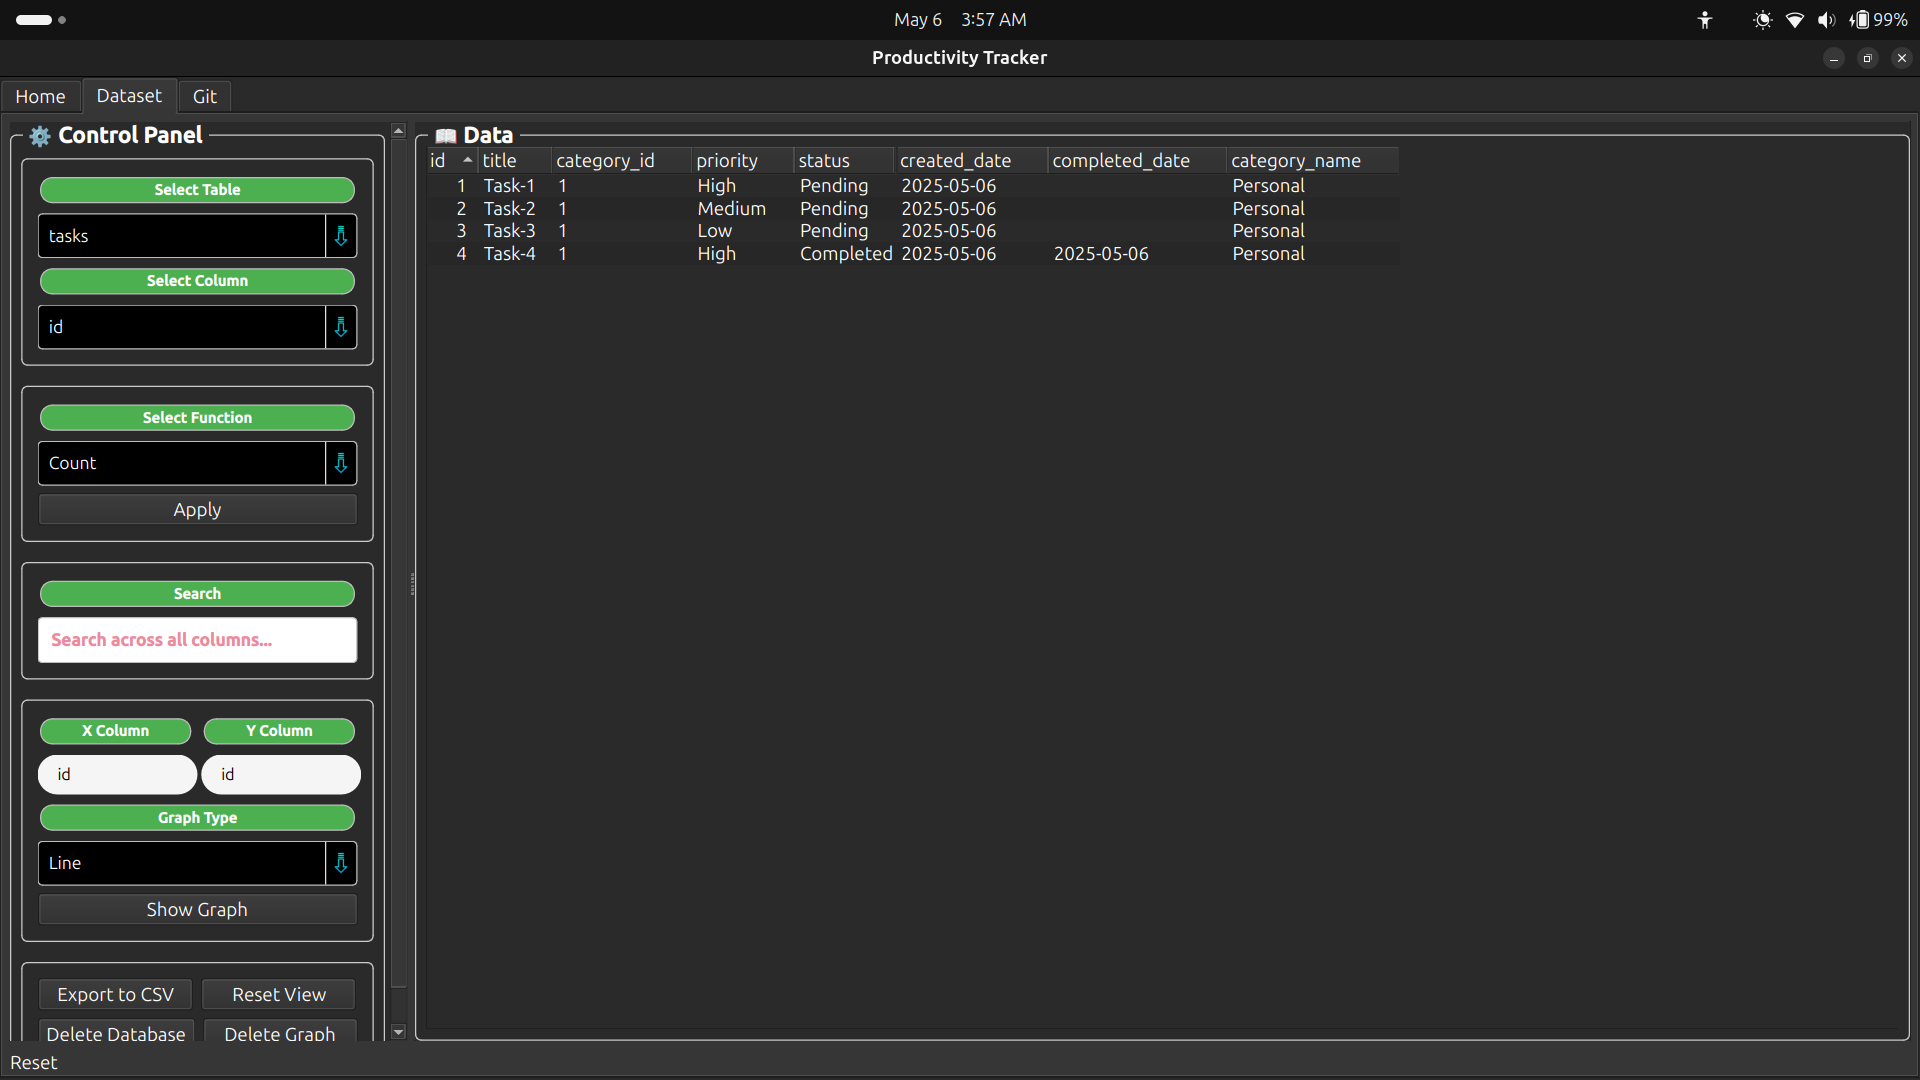 May 6 3:57 AM
99%
Productivity Tracker
Home Dataset Git
Control Panel
Select Table
tasks
Select Column
id
Select Function
Count
Apply
Search
Search across all columns...
X Column Y Column
id id
Graph Type
Line
Show Graph
Export to CSV Reset View
Delete Database Delete Graph
Data
id title category_id priority status created_date completed_date category_name
1 Task-1 1 High Pending 2025-05-06 Personal
2 Task-2 1 Medium Pending 2025-05-06 Personal
3 Task-3 1 Low Pending 2025-05-06 Personal
4 Task-4 1 High Completed 2025-05-06 2025-05-06 Personal
Reset